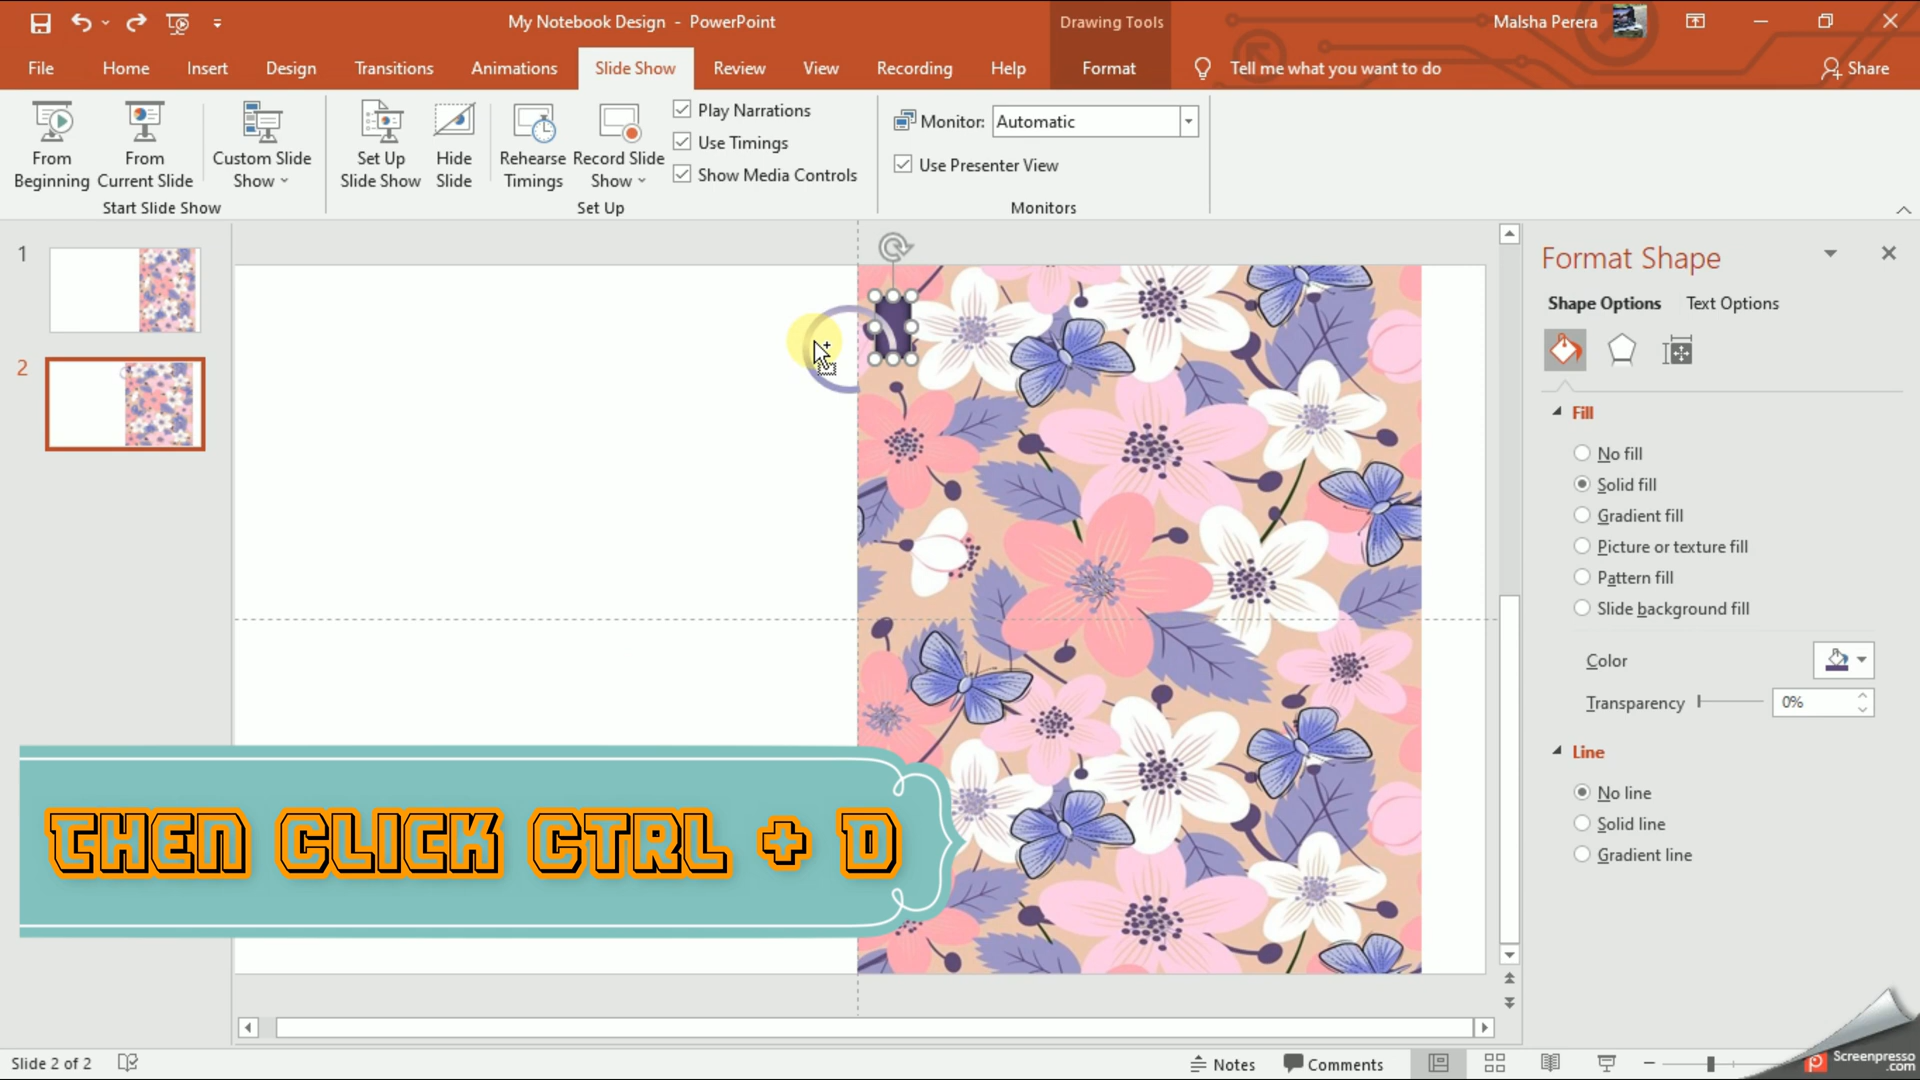 My Notebook Design - PowerPoint
Drawing Tools
Malsha Perera
File
Home
Insert
Design
Transitions
Animations
Slide Show
Review
View
Recording
Help
Format
Tell me what you want to do
Share
From Beginning
From Current Slide
Custom Slide Show
Start Slide Show
Set Up Slide Show
Hide Slide
Rehearse Timings
Record Slide Show
Play Narrations
Use Timings
Show Media Controls
Set Up
Monitor: Automatic
Use Presenter View
Monitors
1
2
Format Shape
Shape Options
Text Options
Fill
No fill
Solid fill
Gradient fill
Picture or texture fill
Pattern fill
Slide background fill
Color
Transparency
0%
Line
No line
Solid line
Gradient line
THEN CLICK CTRL + D
Slide 2 of 2
Notes
Comments
Screenpresso
.com